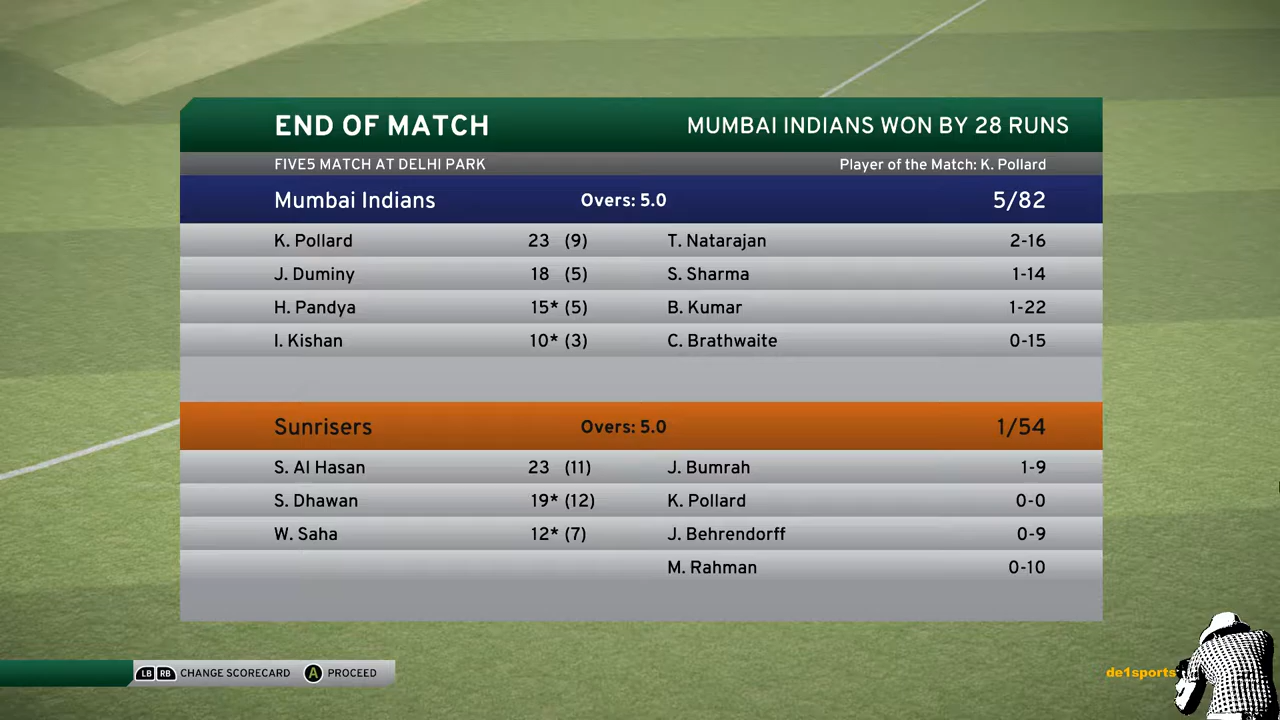 END OF MATCH MUMBAI INDIANS WON BY 28 RUNS
FIVE5 MATCH AT DELHI PARK Player of the Match: K. Pollard
Mumbai Indians Overs: 5.0 5/82
K. Pollard 23 (9) T. Natarajan 2-16
J. Duminy 18 (5) S. Sharma 1-14
H. Pandya 15* (5) B. Kumar 1-22
I. Kishan 10* (3) C. Brathwaite 0-15
Sunrisers Overs: 5.0 1/54
S. Al Hasan 23 (11) J. Bumrah 1-9
S. Dhawan 19* (12) K. Pollard 0-0
W. Saha 12* (7) J. Behrendorff 0-9
M. Rahman 0-10
LB RB CHANGE SCORECARD A PROCEED
de1sports